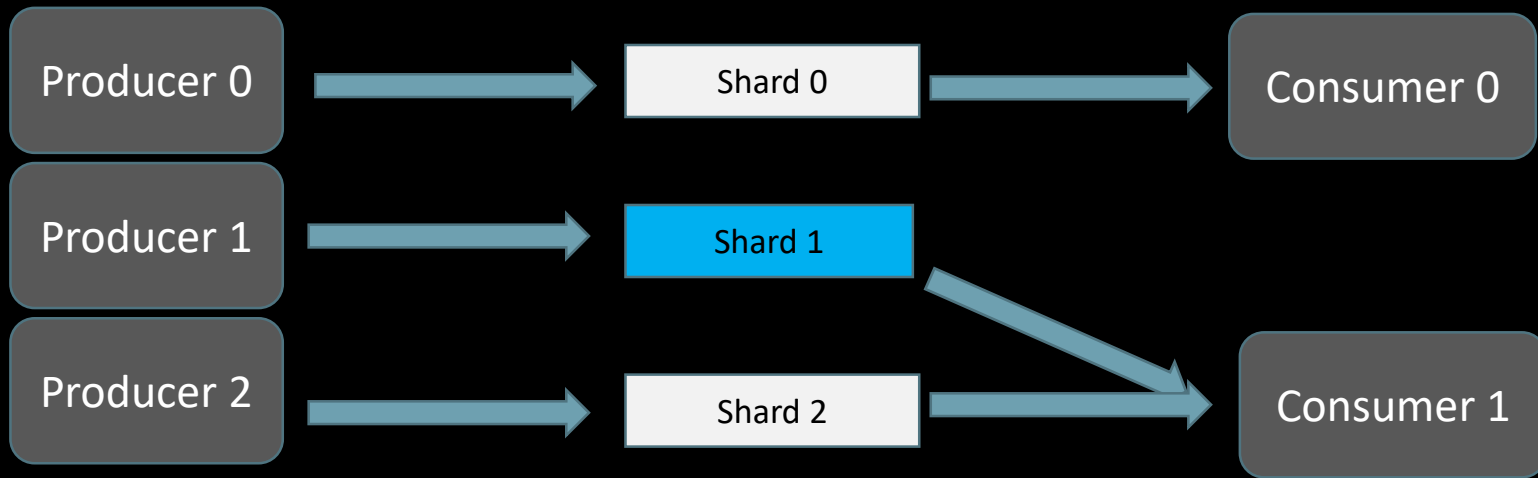 Producer 0
Shard 0
Consumer 0
Producer 1
Shard 1
Producer 2
Shard 2
Consumer 1